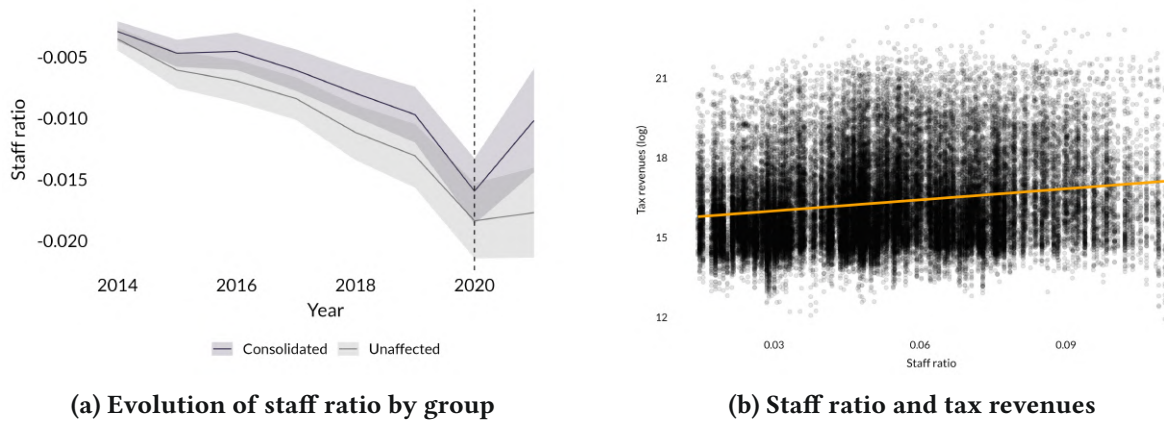 -0.005
-0.010
-0.015
-0.020
Staff ratio
2014
2016
2018
2020
Year
Consolidated
Unaffected
(a) Evolution of staff ratio by group
21
18
15
12
Tax revenues (log)
0.03
0.06
0.09
Staff ratio
(b) Staff ratio and tax revenues